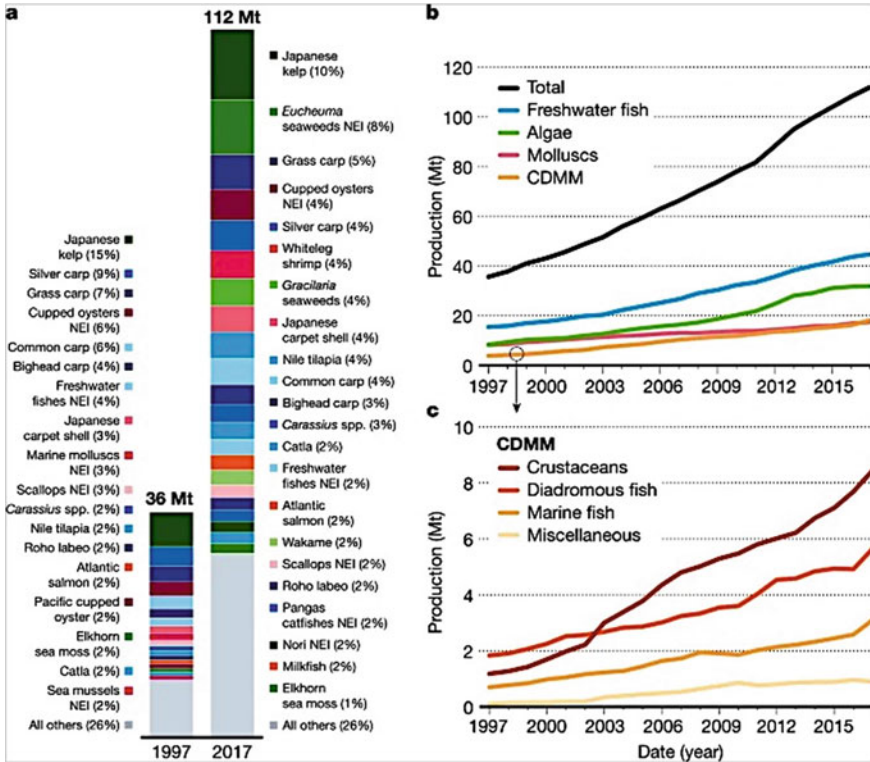 a
112 Mt
Japanese
kelp (10%)
Eucheuma
seaweeds NEI (8%)
Grass carp (5%)
Cupped oysters
NEI (4%)
Silver carp (4%)
Whiteleg
shrimp (4%)
Gracilaria
seaweeds (4%)
Japanese
carpet shell (4%)
Nile tilapia (4%)
Common carp (4%)
Bighead carp (3%)
Carassius spp. (3%)
Catla (2%)
Freshwater
fishes NEI (2%)
Atlantic
salmon (2%)
Wakame (2%)
Scallops NEI (2%)
Roho labeo (2%)
Pangas
catfishes NEI (2%)
Nori NEI (2%)
Milkfish (2%)
Elkhorn
sea moss (1%)
All others (26%)
Japanese
kelp (15%)
Silver carp (9%)
Grass carp (7%)
Cupped oysters
NEI (6%)
Common carp (6%)
Bighead carp (4%)
Freshwater
fishes NEI (4%)
Japanese
carpet shell (3%)
Marine molluscs
NEI (3%)
Scallops NEI (3%)
Carassius spp. (2%)
Nile tilapia (2%)
Roho labeo (2%)
Atlantic
salmon (2%)
Pacific cupped
oyster (2%)
Elkhorn
sea moss (2%)
Catla (2%)
Sea mussels
NEI (2%)
All others (26%)
36 Mt
1997 2017
b
Production (Mt)
120
100
80
60
40
20
0
Total
Freshwater fish
Algae
Molluscs
CDMM
1997 2000 2003 2006 2009 2012 2015
c
Production (Mt)
10
8
6
4
2
0
CDMM
Crustaceans
Diadromous fish
Marine fish
Miscellaneous
1997 2000 2003 2006 2009 2012 2015
Date (year)